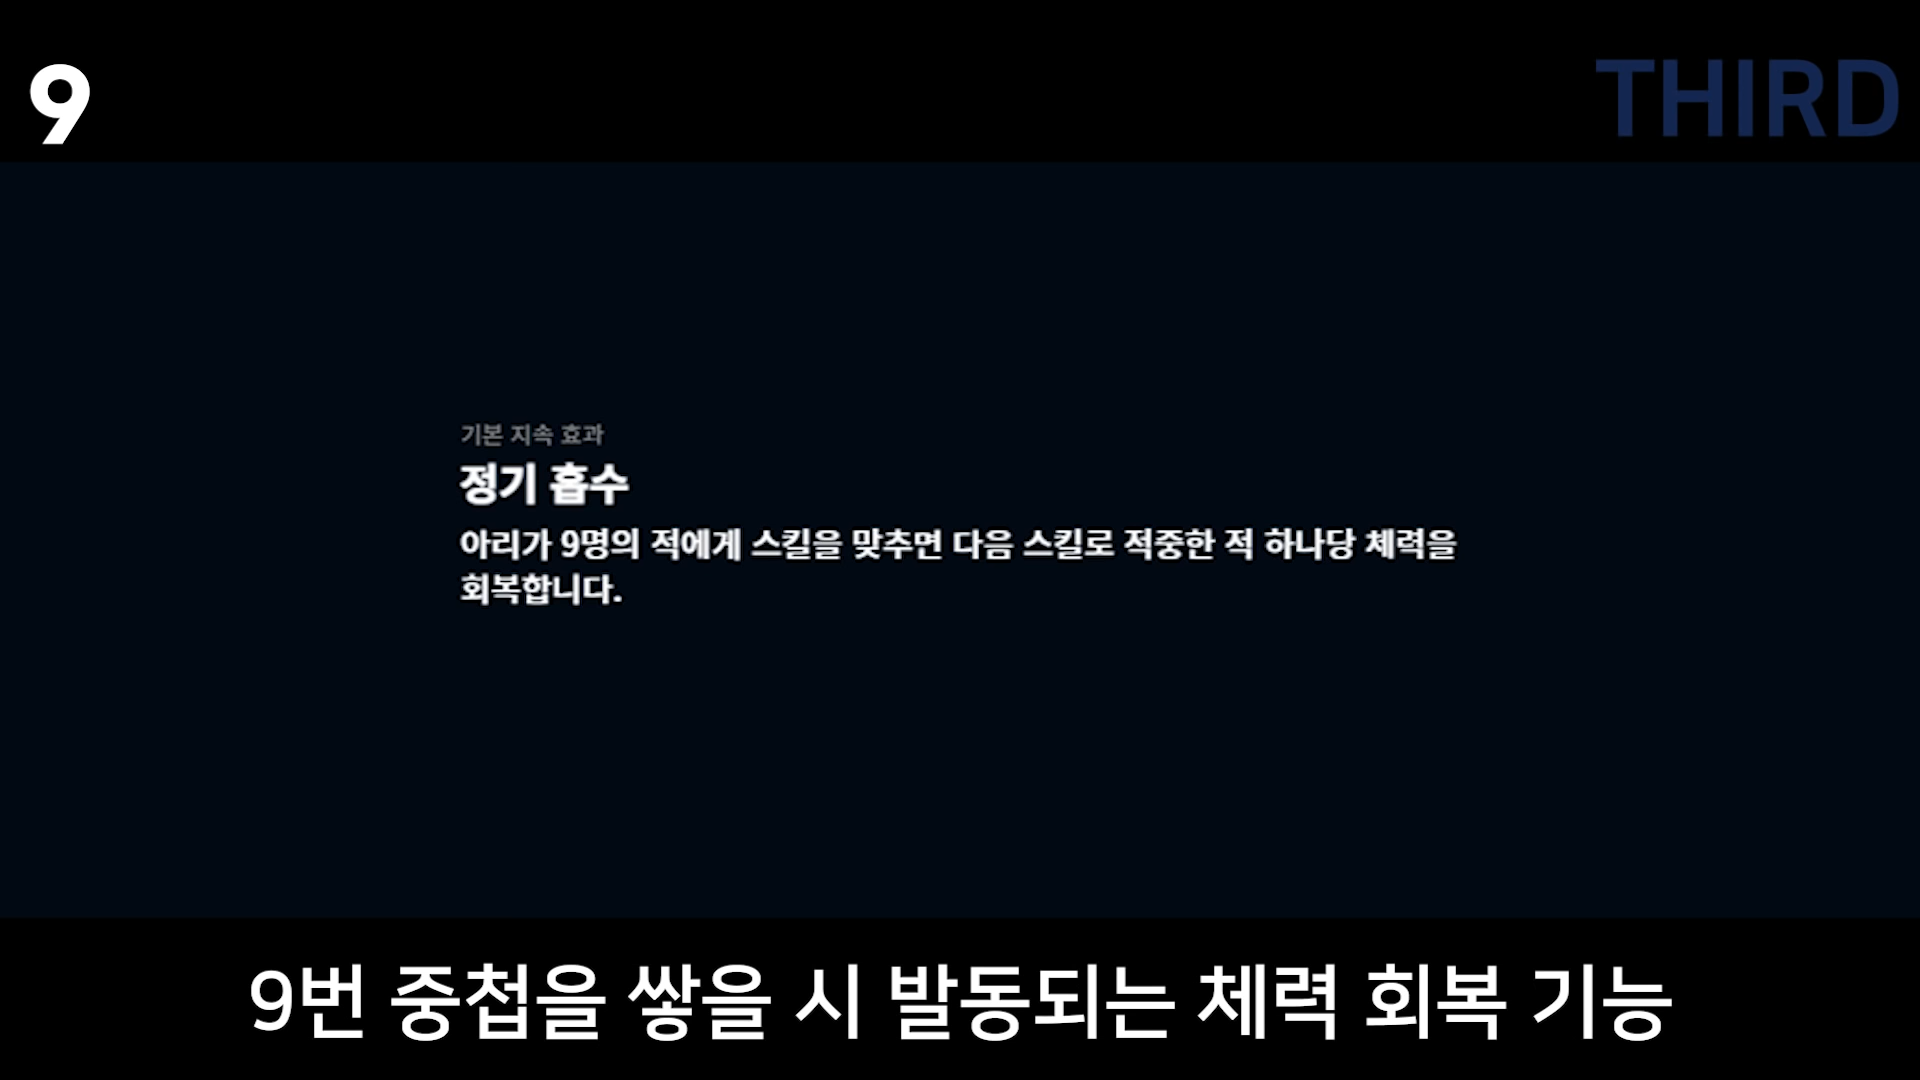 9
THIRD
기본 지속 효과
정기 흡수
아리가 9명의 적에게 스킬을 맞추면 다음 스킬로 적중한 적 하나당 체력을
회복합니다.
9번 중첩을 쌓을 시 발동되는 체력 회복 기능